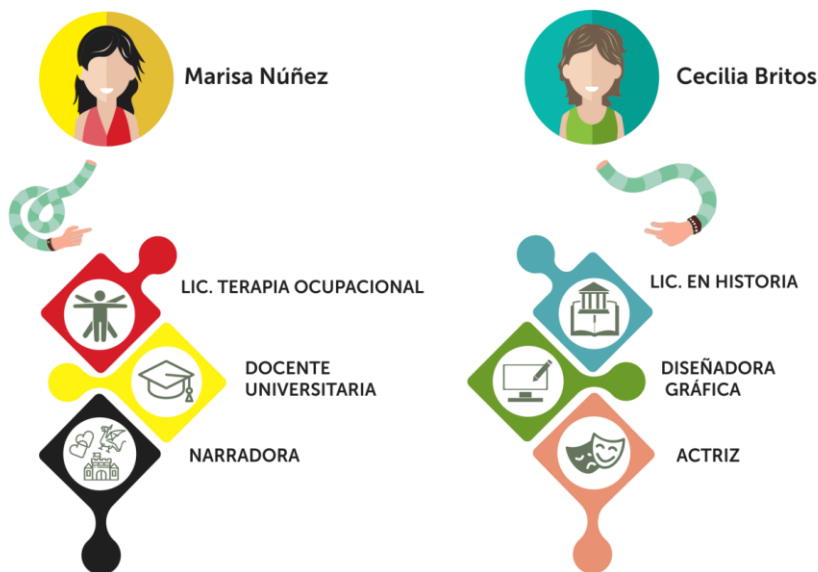 Marisa Núñez
LIC. TERAPIA OCUPACIONAL
DOCENTE
UNIVERSITARIA
NARRADORA
Cecilia Britos
LIC. EN HISTORIA
DISEÑADORA
GRÁFICA
ACTRIZ